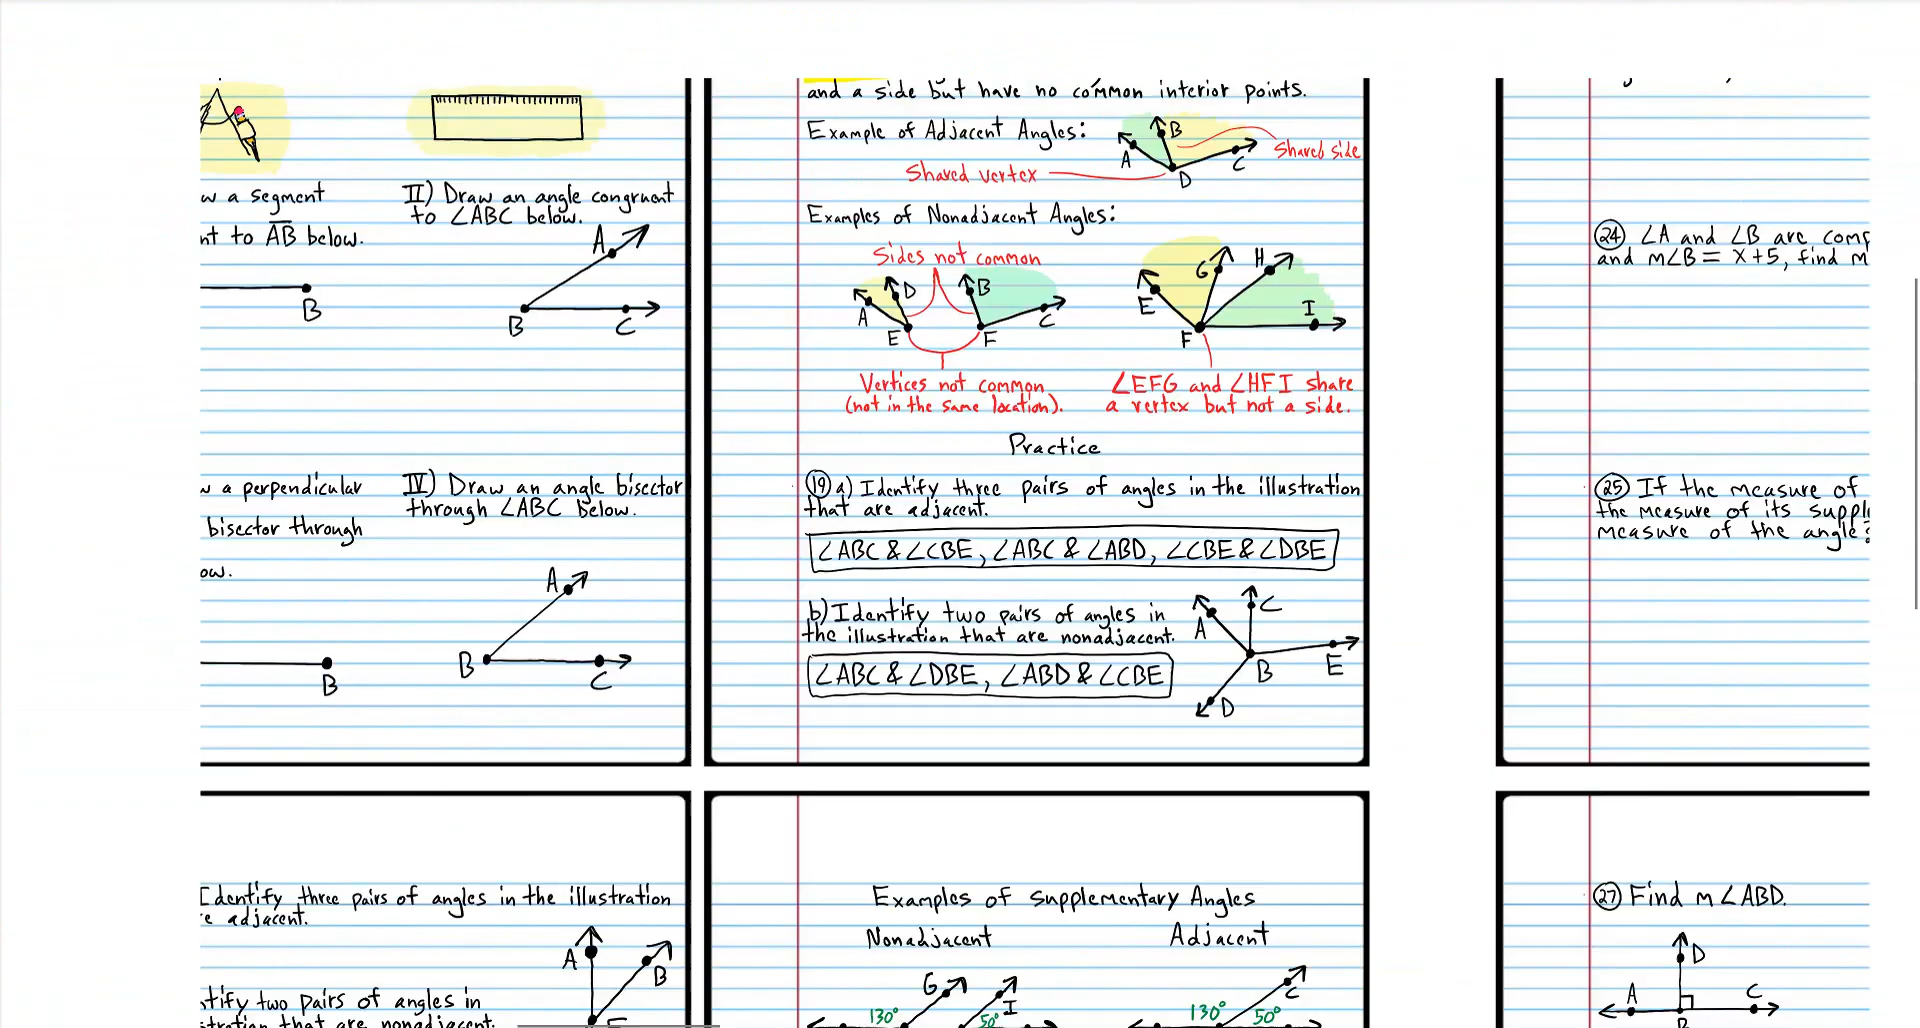 w a segment
nt to AB below.
B
II) Draw an angle congruent
to ∠ABC below.
A
B
C
w a perpendicular
bisector through
ow.
B
IV) Draw an angle bisector
through ∠ABC below.
A
B
C
and a side but have no common interior points.
Example of Adjacent Angles:
A
B
C
D
Shared side
Shared vertex
Examples of Nonadjacent Angles:
Sides not common
A
D
E
B
C
F
Vertices not common
(not in the same location).
E
G
H
I
F
∠EFG and ∠HFI share
a vertex but not a side.
Practice
19 a) Identify three pairs of angles in the illustration
that are adjacent.
∠ABC & ∠CBE, ∠ABC & ∠ABD, ∠CBE & ∠DBE
b) Identify two pairs of angles in
the illustration that are nonadjacent.
∠ABC & ∠DBE, ∠ABD & ∠CBE
A
C
B
E
D
24 ∠A and ∠B are comp
and m∠B = x+5, find m
25 If the measure of
the measure of its suppl
measure of the angle?
Identify three pairs of angles in the illustration
e adjacent.
A
B
ntify two pairs of angles in
stration that are nonadjacent.
Examples of Supplementary Angles
Nonadjacent
Adjacent
G
I
130°
50°
C
130°
50°
27 Find m∠ABD.
D
A
C